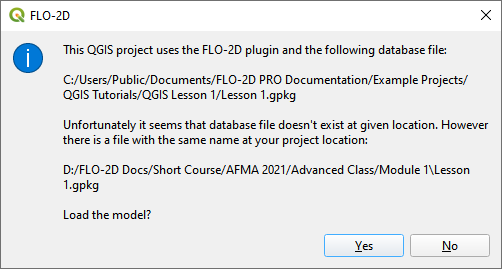 FLO-2D
This QGIS project uses the FLO-2D plugin and the following database file:
C:/Users/Public/Documents/FLO-2D PRO Documentation/Example Projects/
QGIS Tutorials/QGIS Lesson 1/Lesson 1.gpkg
Unfortunately it seems that database file doesn't exist at given location. However
there is a file with the same name at your project location:
D:/FLO-2D Docs/Short Course/AFMA 2021/Advanced Class/Module 1\Lesson
1.gpkg
Load the model?
Yes
No